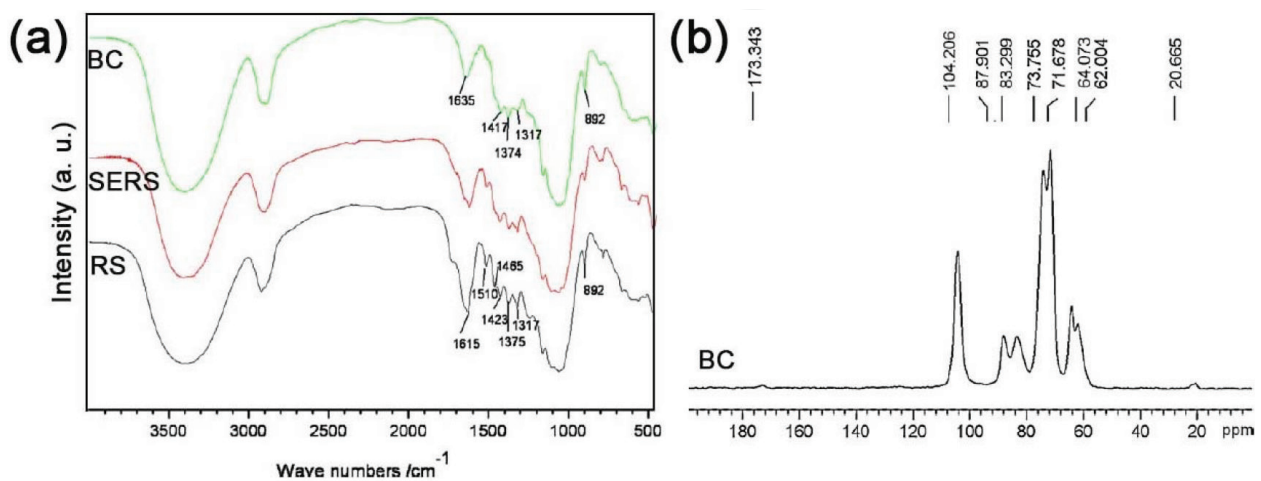 (a)
BC
SERS
RS
Intensity (a. u.)
1635
1417
1374
1317
892
1465
1510
1423
1317
1375
1615
892
3500 3000 2500 2000 1500 1000 500
Wave numbers /cm-1
(b)
173.343
104.206
87.901
83.299
73.755
71.678
64.073
62.004
20.665
BC
180 160 140 120 100 80 60 40 20 ppm